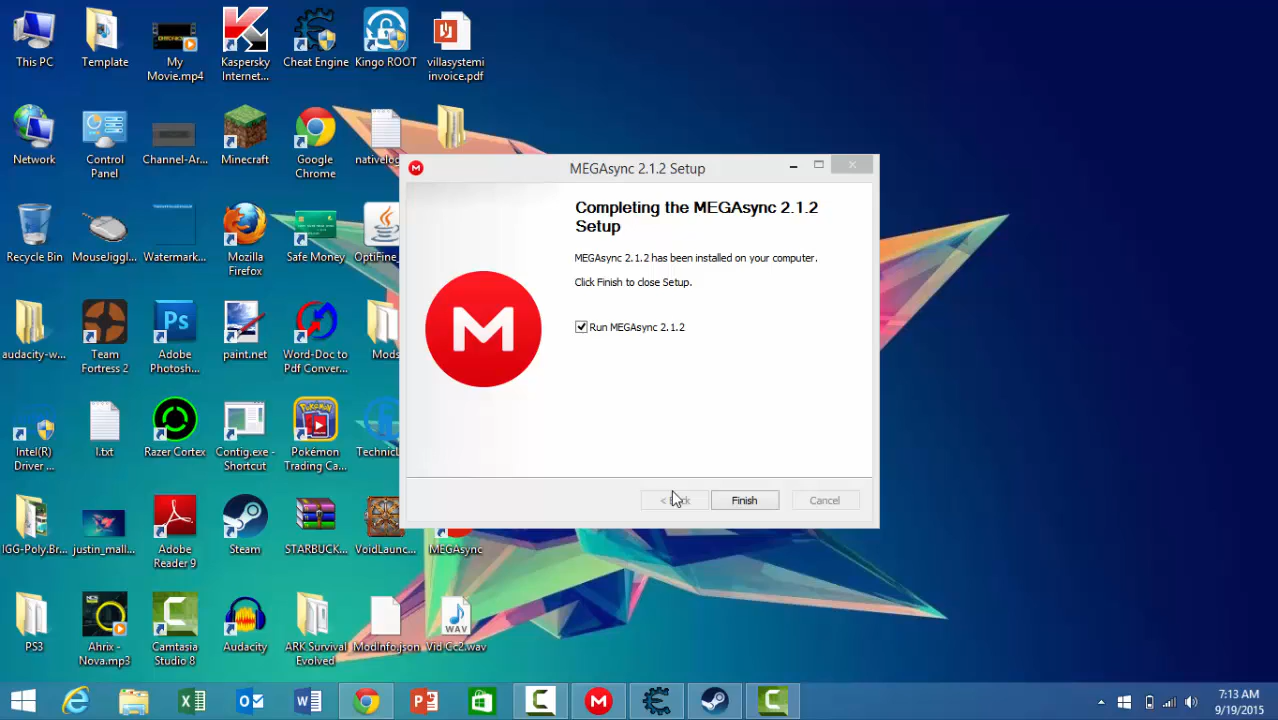 This PC
Template
My
Movie.mp4
Kaspersky
Internet...
Cheat Engine
Kingo ROOT
villasystemi
invoice.pdf
Network
Control
Panel
Channel-Ar...
Minecraft
Google
Chrome
MEGAsync 2.1.2 Setup
Completing the MEGAsync 2.1.2
Setup
MEGAsync 2.1.2 has been installed on your computer.
Click Finish to close Setup.
Run MEGAsync 2.1.2
Finish
Cancel
Recycle Bin
MouseJiggl...
Watermark...
Mozilla
Firefox
Safe Money
OptiFine_
audacity-w...
Team
Fortress 2
Ps
Adobe
Photosh...
paint.net
Word-Doc to
Pdf Conver...
Mods
Intel(R)
Driver ...
I.txt
Razer Cortex
Contig.exe -
Shortcut
Pokémon
Trading Ca...
TechnicL
IGG-Poly.Br...
justin_mall...
Adobe
Reader 9
Steam
STARBUCK...
VoidLaunc...
MEGAsync
PS3
Ahrix -
Nova.mp3
Camtasia
Studio 8
Audacity
ARK Survival
Evolved
ModInfo.json
WAV
Vid Cc2.wav
7:13 AM
9/19/2015